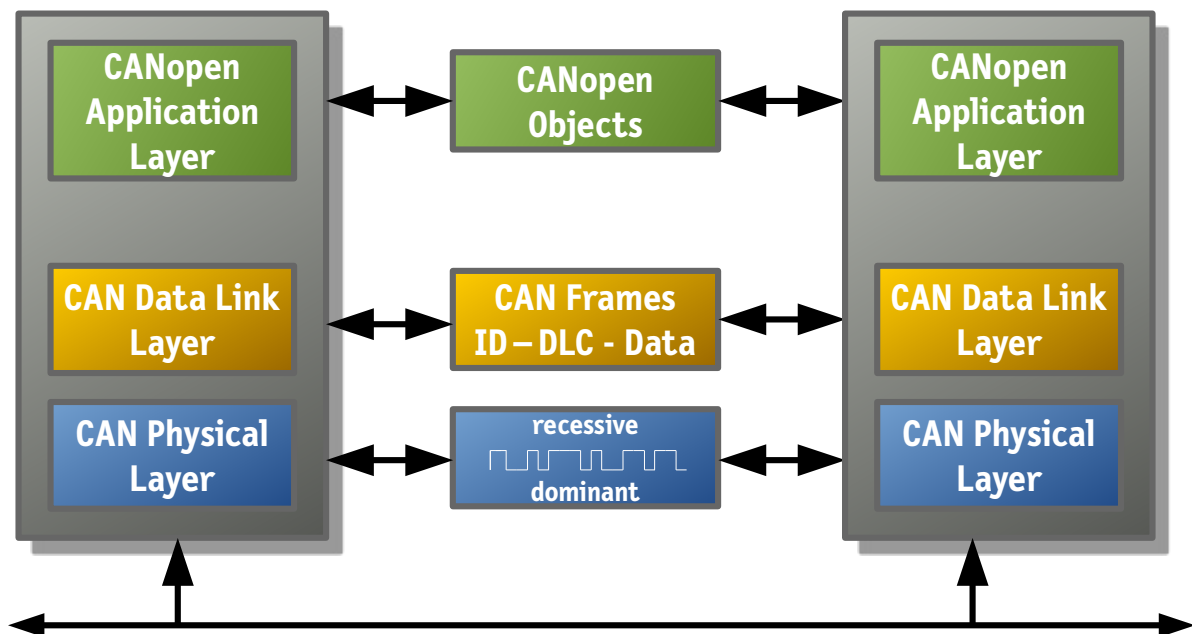 CANopen
Application
Layer
CANopen
Objects
CANopen
Application
Layer
CAN Data Link
Layer
CAN Frames
ID – DLC - Data
CAN Data Link
Layer
CAN Physical
Layer
recessive
dominant
CAN Physical
Layer